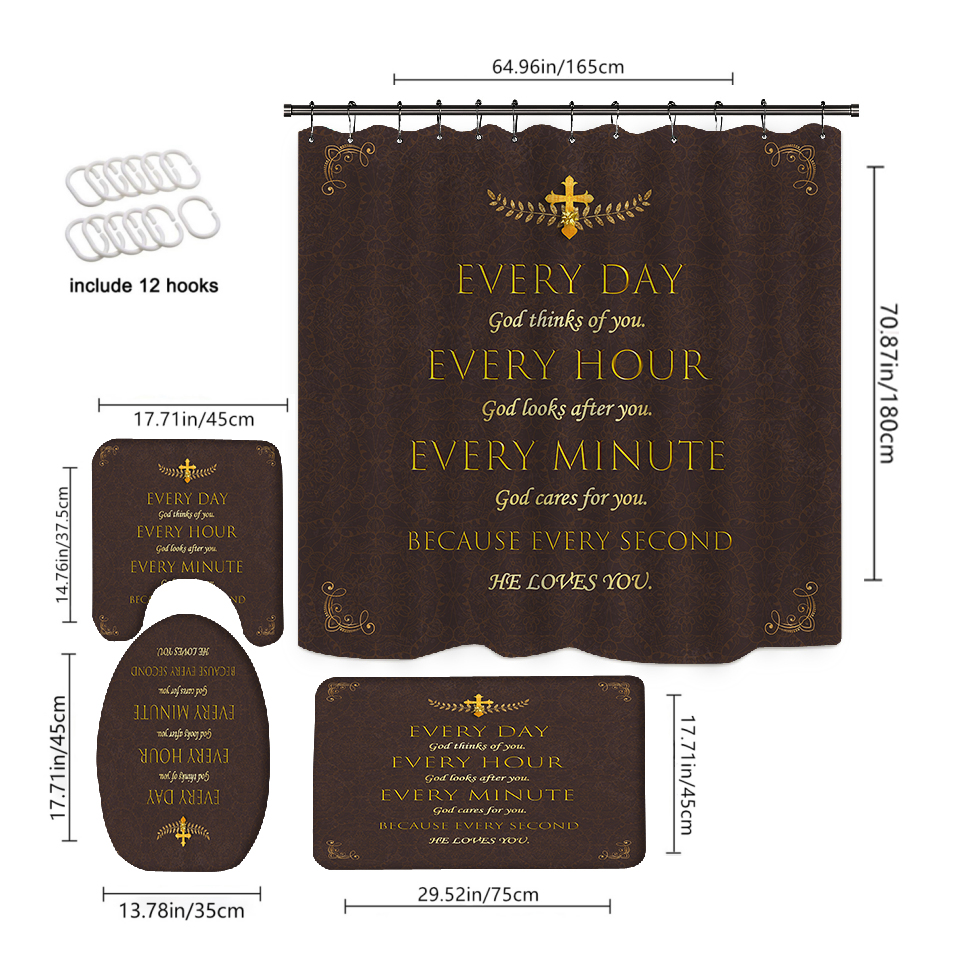 64.96in/165cm
include 12 hooks
EVERY DAY
God thinks of you.
EVERY HOUR
God looks after you.
EVERY MINUTE
God cares for you.
BECAUSE EVERY SECOND
HE LOVES YOU.
70.87in/180cm
17.71in/45cm
14.76in/37.5cm
EVERY DAY
God thinks of you.
EVERY HOUR
God looks after you.
EVERY MINUTE
HE LOVES YOU.
BECAUSE EVERY SECOND
God cares for you.
EVERY MINUTE
God looks after you.
EVERY HOUR
God thinks of you.
EVERY DAY
17.71in/45cm
13.78in/35cm
EVERY DAY
God thinks of you.
EVERY HOUR
God looks after you.
EVERY MINUTE
God cares for you.
BECAUSE EVERY SECOND
HE LOVES YOU.
17.71in/45cm
29.52in/75cm